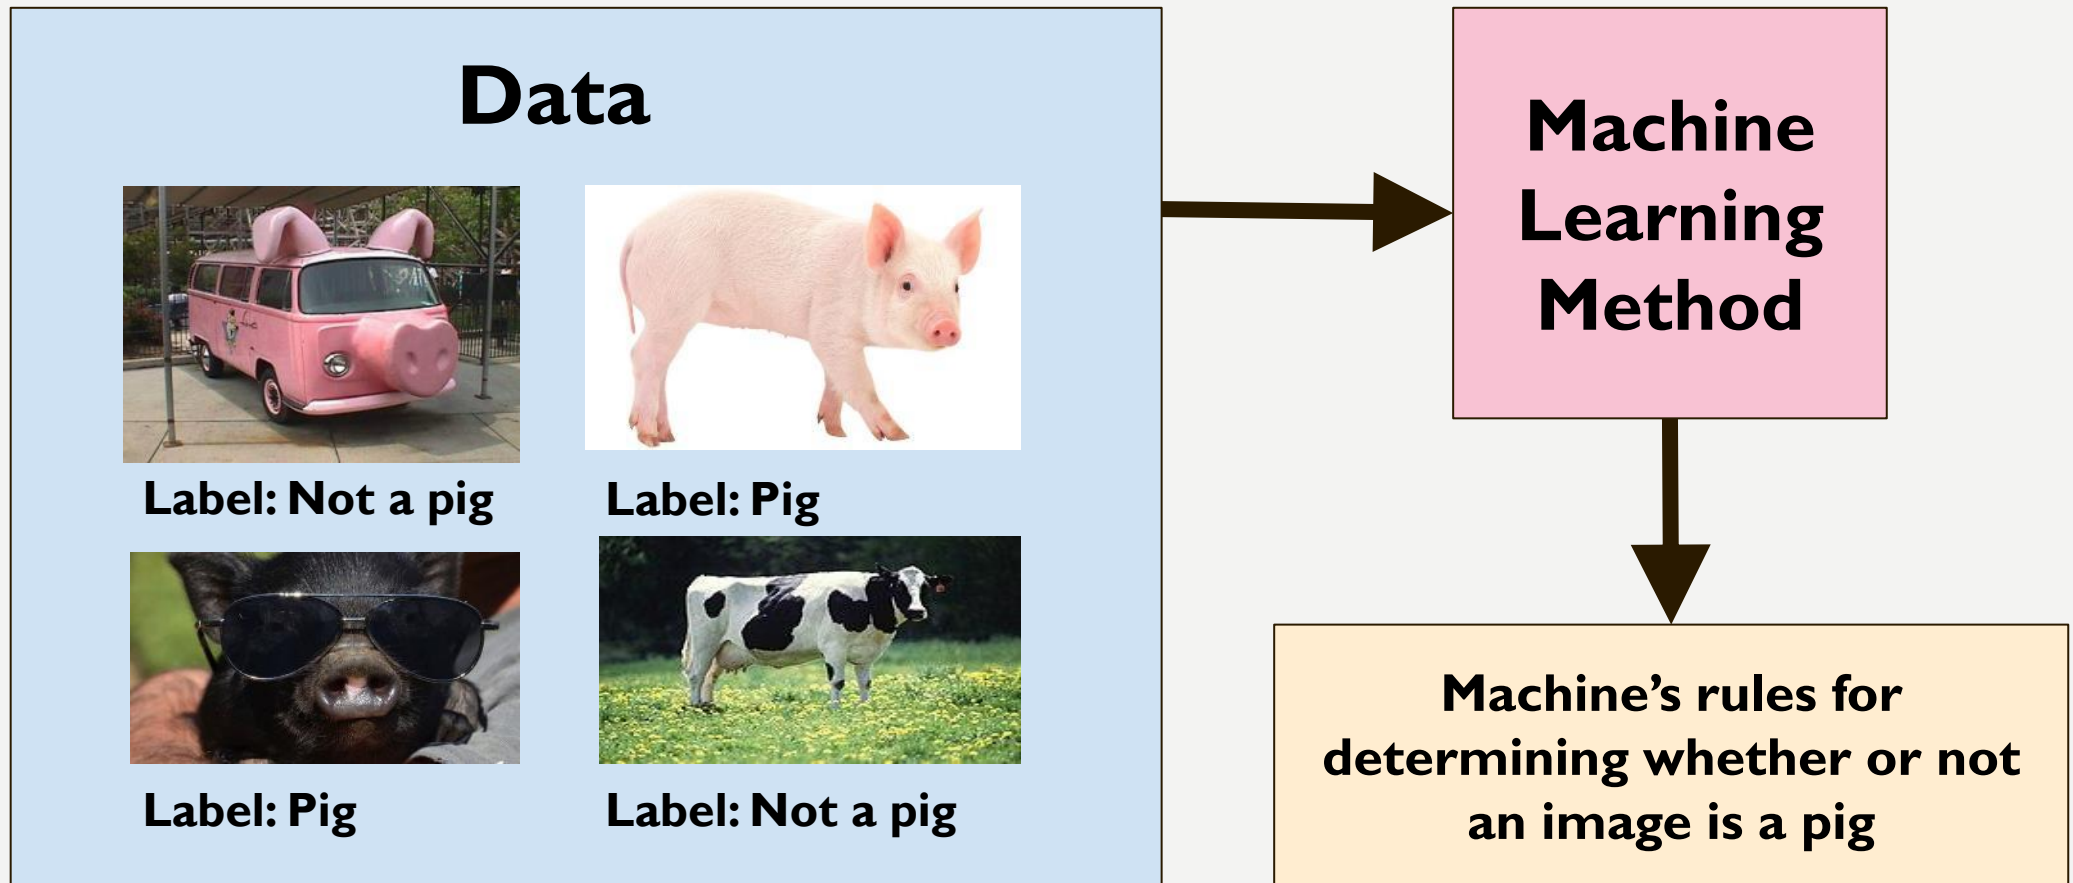 Data
Label: Not a pig
Label: Pig
Label: Pig
Label: Not a pig
Machine
Learning
Method
Machine’s rules for
determining whether or not
an image is a pig